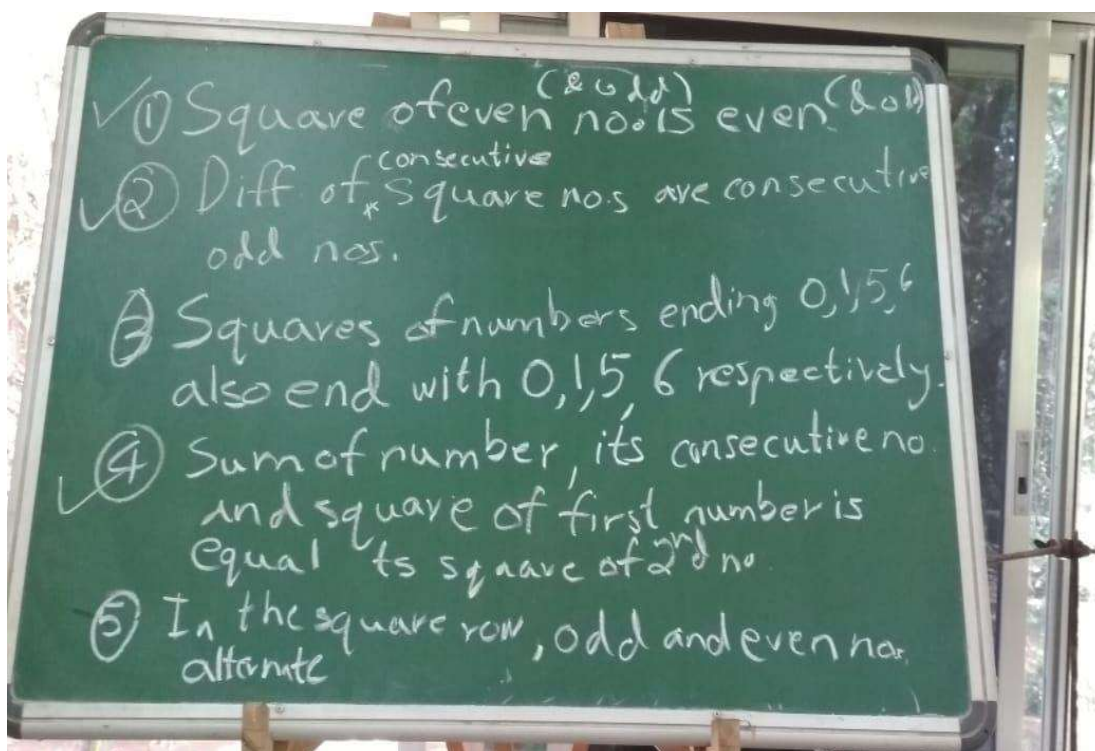 (& odd) (& odd)
① Square of even no. is even
consecutive
② Diff of * Square nos are consecutive
odd nos.
③ Squares of numbers ending 0,1,5,6
also end with 0,1,5,6 respectively.
④ Sum of number, its consecutive no.
and square of first number is
equal to square of 2nd no
⑤ In the square row, odd and even nos.
alternate